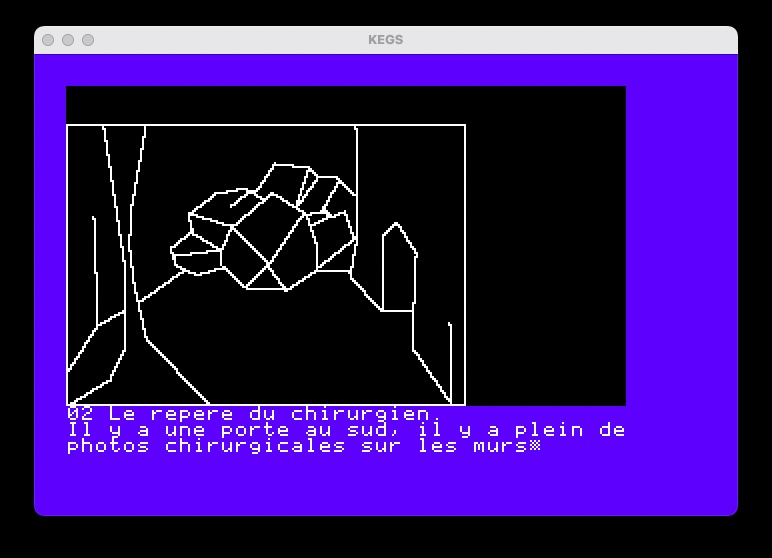 KEGS
02 Le repere du chirurgien.
Il y a une porte au sud, il y a plein de
photos chirurgicales sur les murs